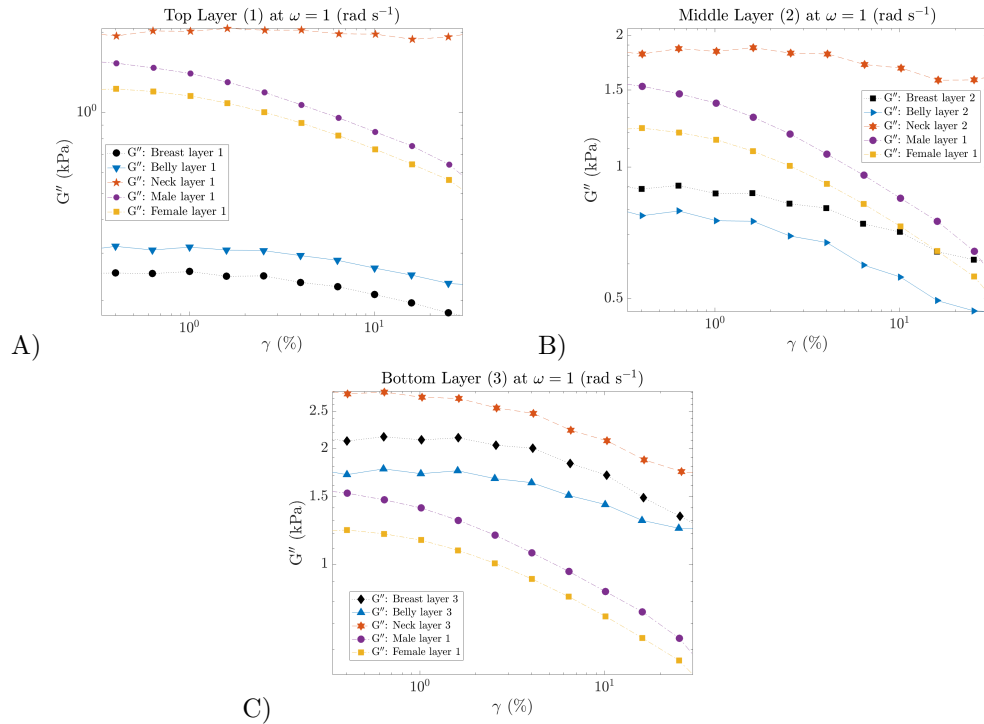 Top Layer (1) at ω = 1 (rad s⁻¹)
G″ (kPa)
10⁰
G″: Breast layer 1
G″: Belly layer 1
G″: Neck layer 1
G″: Male layer 1
G″: Female layer 1
10⁰
10¹
γ (%)
A)
Middle Layer (2) at ω = 1 (rad s⁻¹)
G″ (kPa)
2
1.5
1
0.5
G″: Breast layer 2
G″: Belly layer 2
G″: Neck layer 2
G″: Male layer 1
G″: Female layer 1
10⁰
10¹
γ (%)
B)
Bottom Layer (3) at ω = 1 (rad s⁻¹)
G″ (kPa)
2.5
2
1.5
1
G″: Breast layer 3
G″: Belly layer 3
G″: Neck layer 3
G″: Male layer 1
G″: Female layer 1
10⁰
10¹
γ (%)
C)